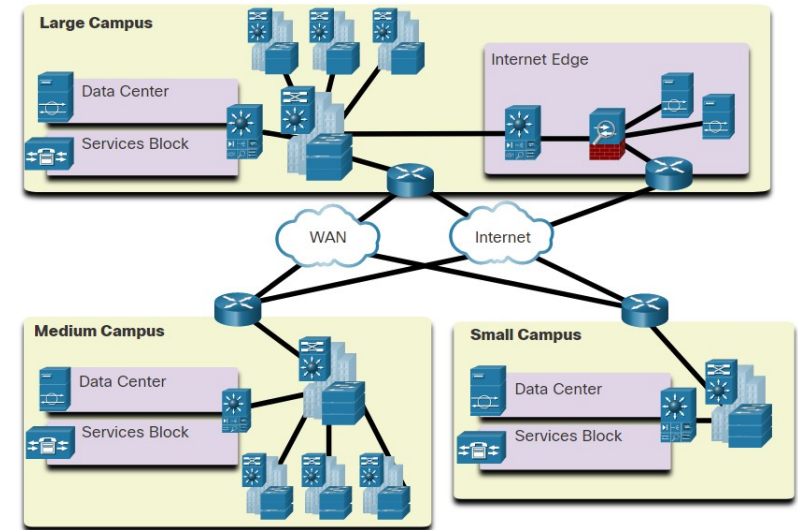 Large Campus
Internet Edge
Data Center
Services Block
WAN
Internet
Medium Campus
Small Campus
Data Center
Data Center
Services Block
Services Block